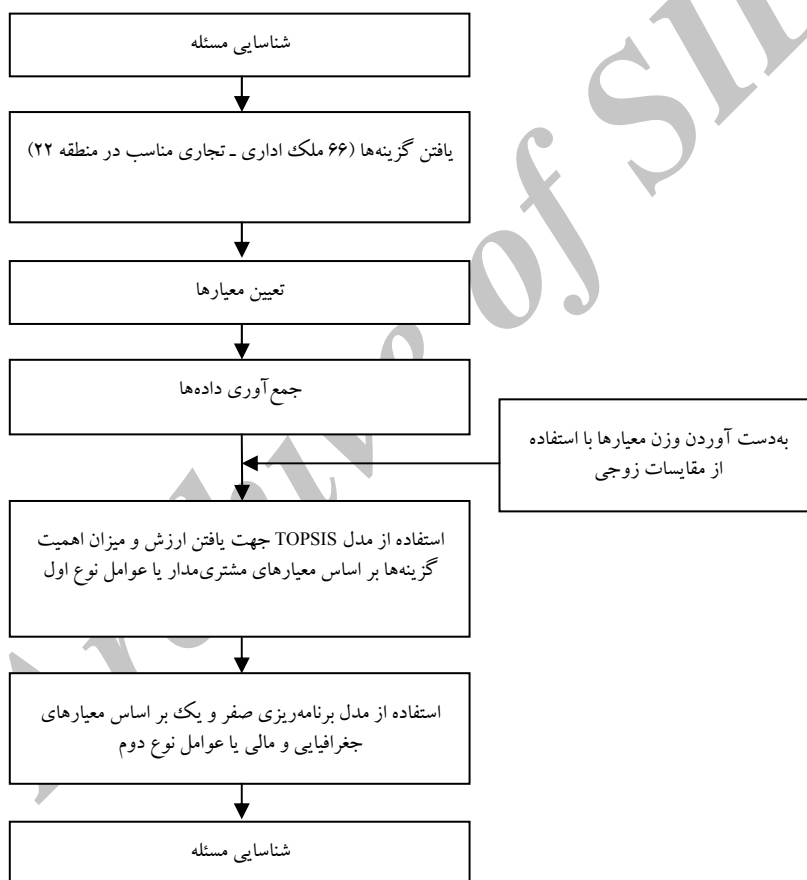 شناسایی مسئله
یافتن گزینه‌ها (۶۶ ملک اداری ـ تجاری مناسب در منطقه ۲۲)
تعیین معیارها
جمع‌آوری داده‌ها
به‌دست آوردن وزن معیارها با استفاده
از مقایسات زوجی
استفاده از مدل TOPSIS جهت یافتن ارزش و میزان اهمیت
گزینه‌ها بر اساس معیارهای مشتری‌مدار یا عوامل نوع اول
استفاده از مدل برنامه‌ریزی صفر و یک بر اساس معیارهای
جغرافیایی و مالی یا عوامل نوع دوم
شناسایی مسئله
Archive of SID